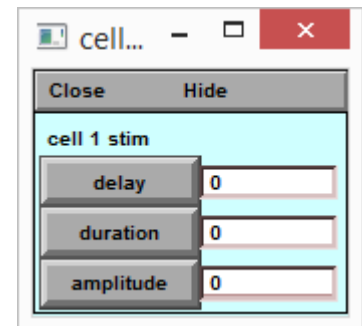 cell...
Close Hide
cell 1 stim
delay 0
duration 0
amplitude 0